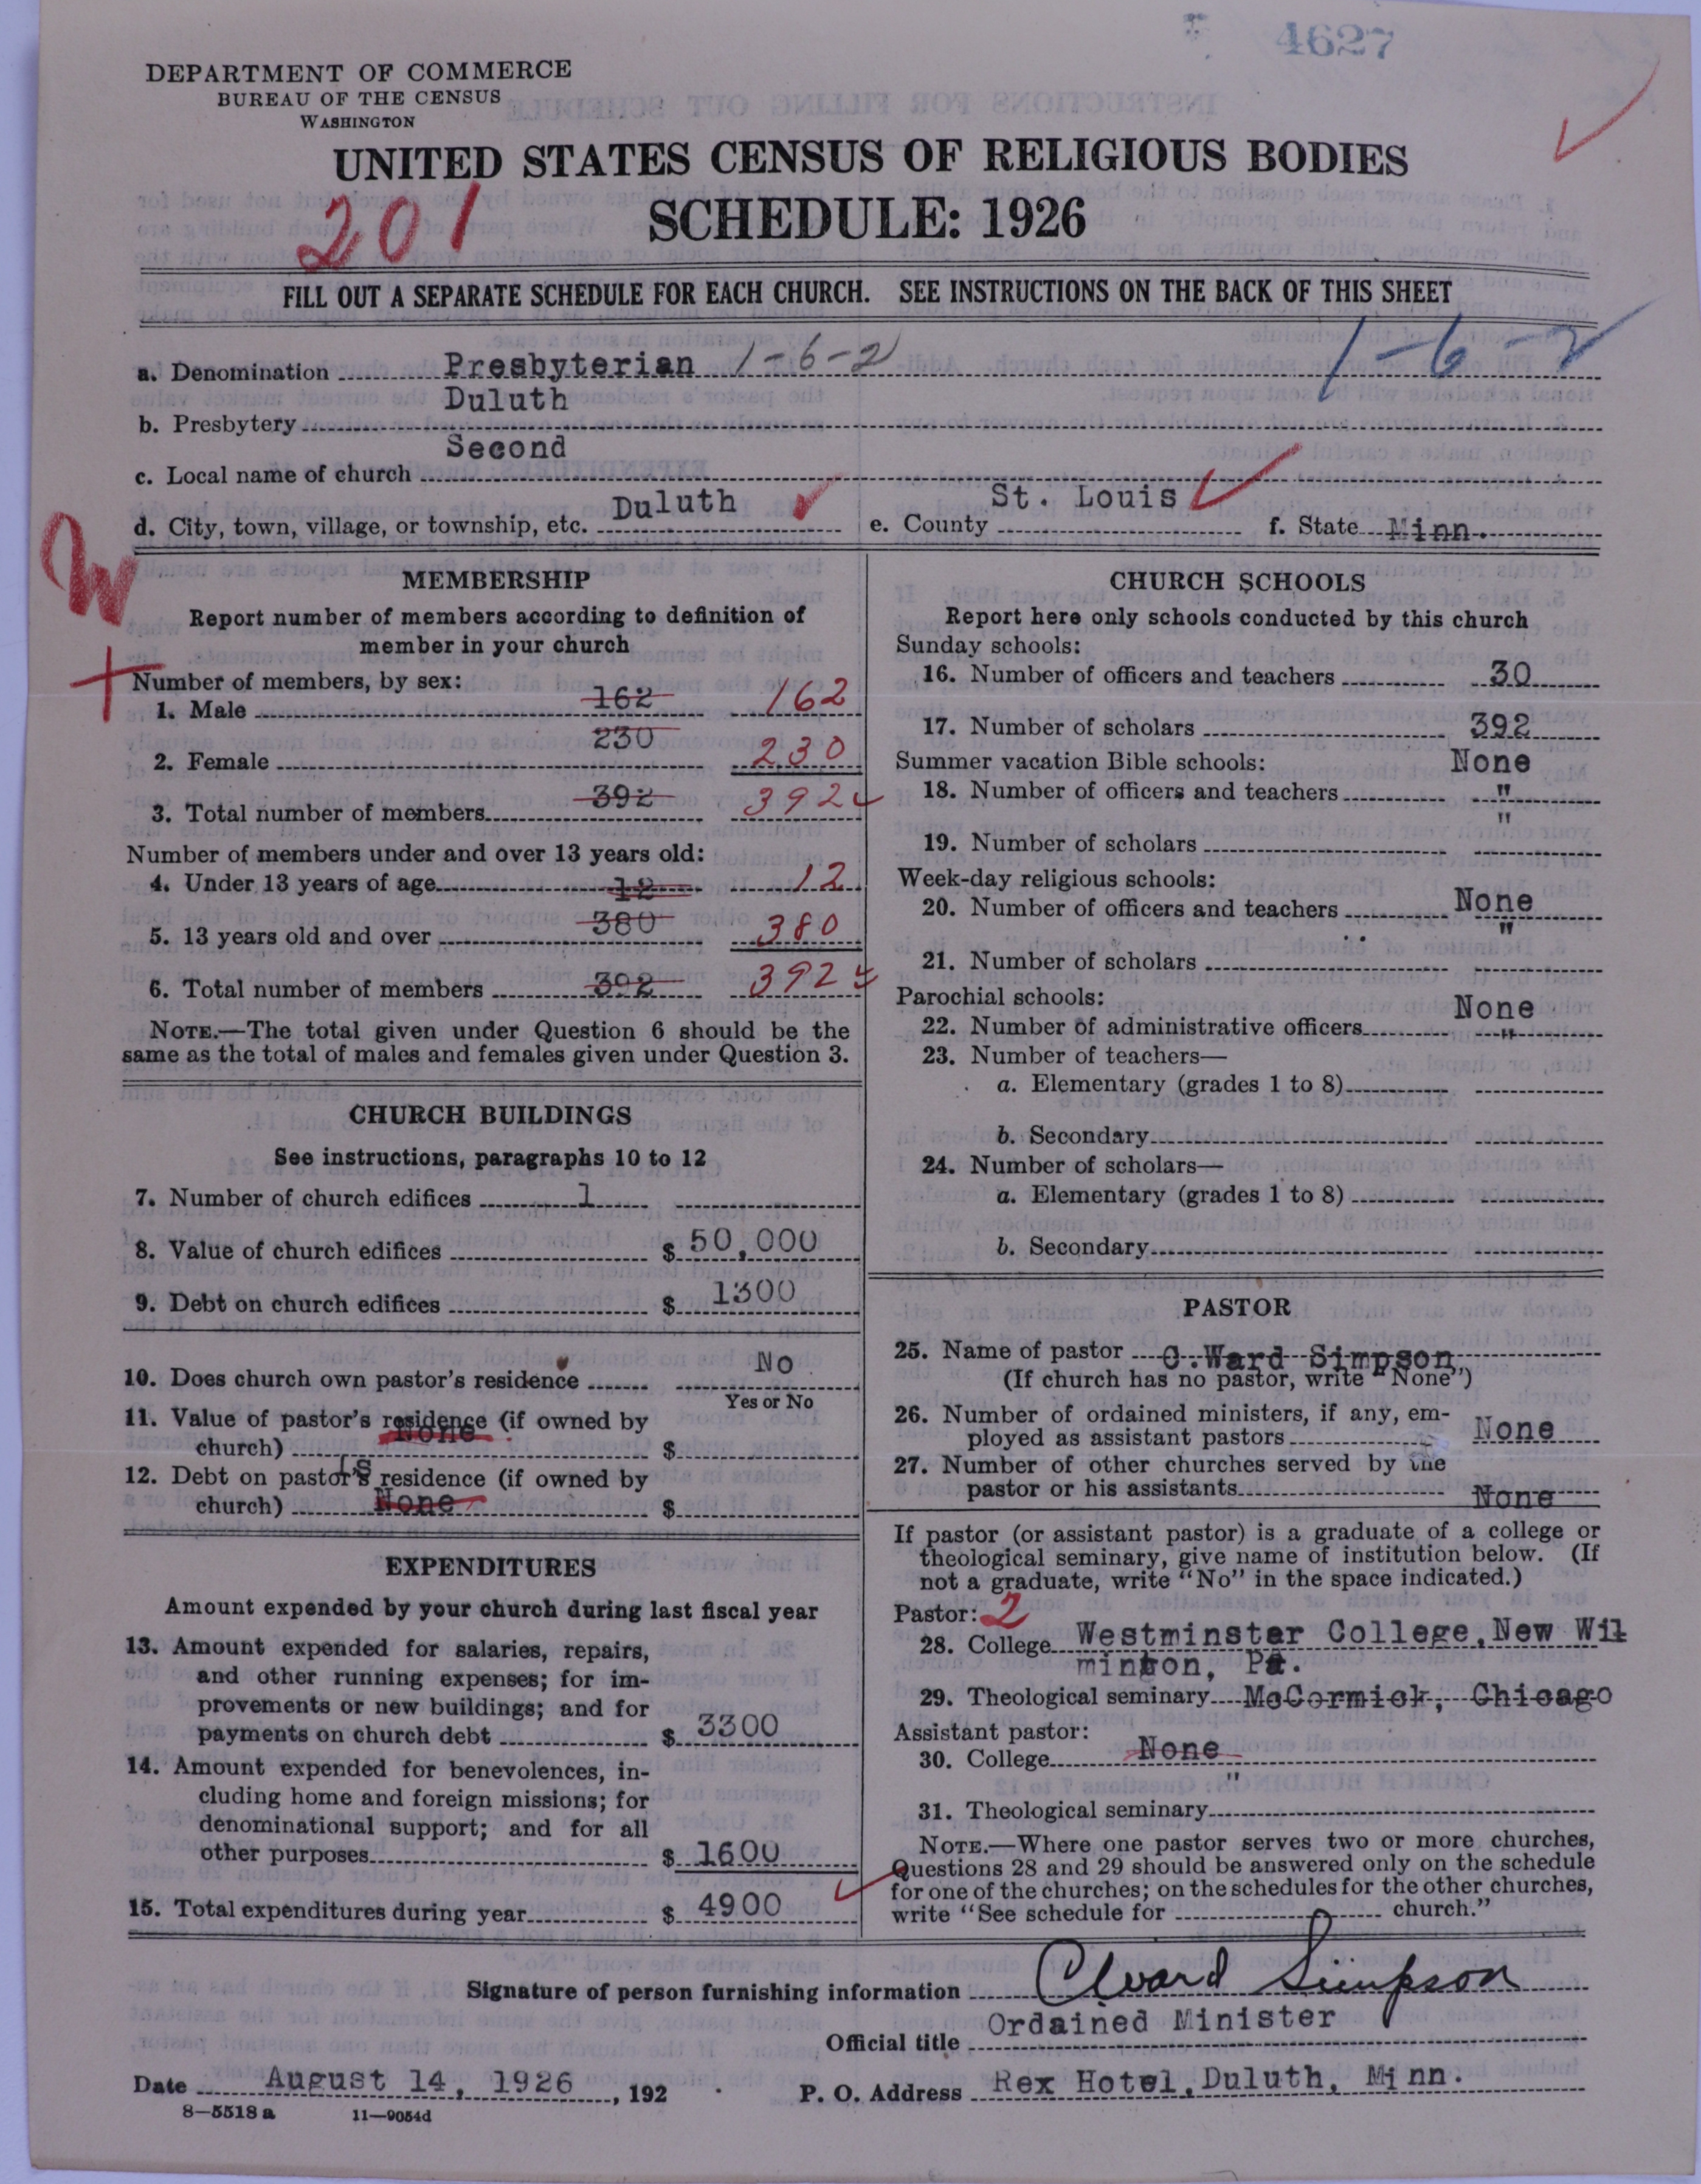 4627
DEPARTMENT OF COMMERCE
BUREAU OF THE CENSUS
WASHINGTON
UNITED STATES CENSUS OF RELIGIOUS BODIES
SCHEDULE: 1926
201
FILL OUT A SEPARATE SCHEDULE FOR EACH CHURCH. SEE INSTRUCTIONS ON THE BACK OF THIS SHEET
a. Denomination Presbyterian 1-6-2 1-6-2
b. Presbytery Duluth
c. Local name of church Second
d. City, town, village, or township, etc. Duluth e. County St. Louis f. State Minn.
W
+
MEMBERSHIP
Report number of members according to definition of
member in your church
Number of members, by sex:
1. Male 162 162
2. Female 230 230
3. Total number of members 392 392
Number of members under and over 13 years old:
4. Under 13 years of age 12 12
5. 13 years old and over 380 380
6. Total number of members 392 392
NOTE.—The total given under Question 6 should be the
same as the total of males and females given under Question 3.
CHURCH BUILDINGS
See instructions, paragraphs 10 to 12
7. Number of church edifices 1
8. Value of church edifices $ 50,000
9. Debt on church edifices $ 1300
10. Does church own pastor's residence No
Yes or No
11. Value of pastor's residence (if owned by
church) None $
12. Debt on pastor's residence (if owned by
church) None $
EXPENDITURES
Amount expended by your church during last fiscal year
13. Amount expended for salaries, repairs,
and other running expenses; for im-
provements or new buildings; and for
payments on church debt $ 3300
14. Amount expended for benevolences, in-
cluding home and foreign missions; for
denominational support; and for all
other purposes $ 1600
15. Total expenditures during year $ 4900
CHURCH SCHOOLS
Report here only schools conducted by this church
Sunday schools:
16. Number of officers and teachers 30
17. Number of scholars 392
Summer vacation Bible schools: None
18. Number of officers and teachers "
19. Number of scholars "
Week-day religious schools:
20. Number of officers and teachers None
21. Number of scholars "
Parochial schools: None
22. Number of administrative officers "
23. Number of teachers—
a. Elementary (grades 1 to 8)
b. Secondary
24. Number of scholars—
a. Elementary (grades 1 to 8)
b. Secondary
PASTOR
25. Name of pastor C.Ward Simpson
(If church has no pastor, write "None")
26. Number of ordained ministers, if any, em-
ployed as assistant pastors None
27. Number of other churches served by the
pastor or his assistants None
If pastor (or assistant pastor) is a graduate of a college or
theological seminary, give name of institution below. (If
not a graduate, write "No" in the space indicated.)
Pastor: 2
28. College Westminster College, New Wil
mington, Pa.
29. Theological seminary McCormick, Chicago
Assistant pastor:
30. College None
31. Theological seminary "
NOTE.—Where one pastor serves two or more churches,
Questions 28 and 29 should be answered only on the schedule
for one of the churches; on the schedules for the other churches,
write "See schedule for church."
Signature of person furnishing information C Ward Simpson
Official title Ordained Minister
Date August 14, 1926, 192 P. O. Address Rex Hotel, Duluth, Minn.
8—5518 a 11—9054d